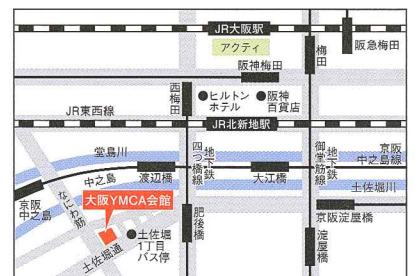 JR大阪駅
アクティ
梅田
阪急梅田
阪神梅田
西梅田
●ヒルトン
ホテル
●阪神
百貨店
JR東西線
JR北新地駅
堂島川
四つ橋線
地下鉄
御堂筋線
地下鉄
京阪
中之島線
中之島
渡辺橋
大江橋
土佐堀川
京阪
中之島
なにわ筋
大阪YMCA会館
肥後橋
京阪淀屋橋
淀屋橋
●土佐堀
1丁目
バス停
土佐堀通